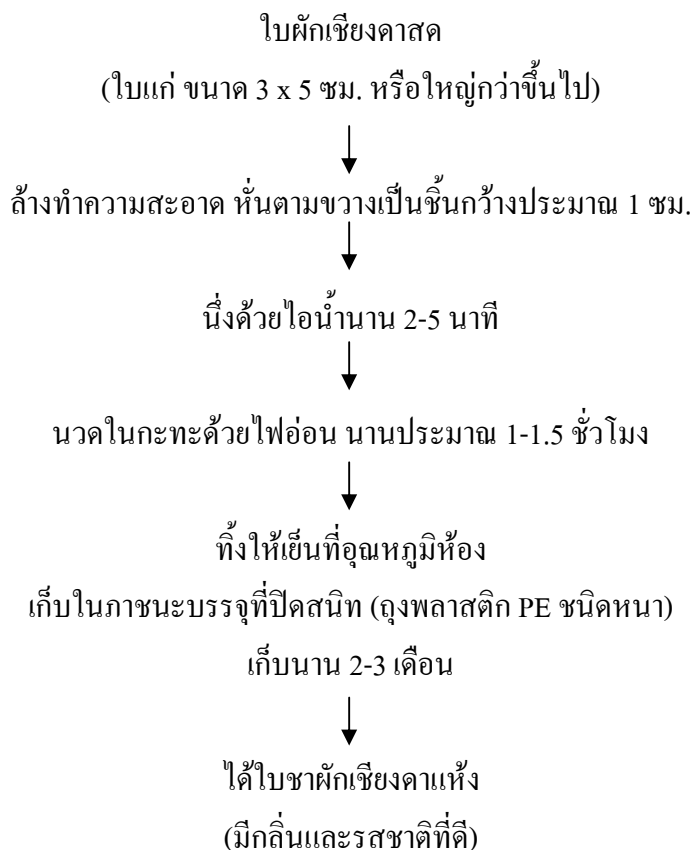 ใบผักเชียงดาสด
(ใบแก่ ขนาด 3 x 5 ซม. หรือใหญ่กว่าขึ้นไป)
ล้างทำความสะอาด หั่นตามขวางเป็นชิ้นกว้างประมาณ 1 ซม.
นึ่งด้วยไอน้ำนาน 2-5 นาที
นวดในกะทะด้วยไฟอ่อน นานประมาณ 1-1.5 ชั่วโมง
ทิ้งให้เย็นที่อุณหภูมิห้อง
เก็บในภาชนะบรรจุที่ปิดสนิท (ถุงพลาสติก PE ชนิดหนา)
เก็บนาน 2-3 เดือน
ได้ใบชาผักเชียงดาแห้ง
(มีกลิ่นและรสชาติที่ดี)